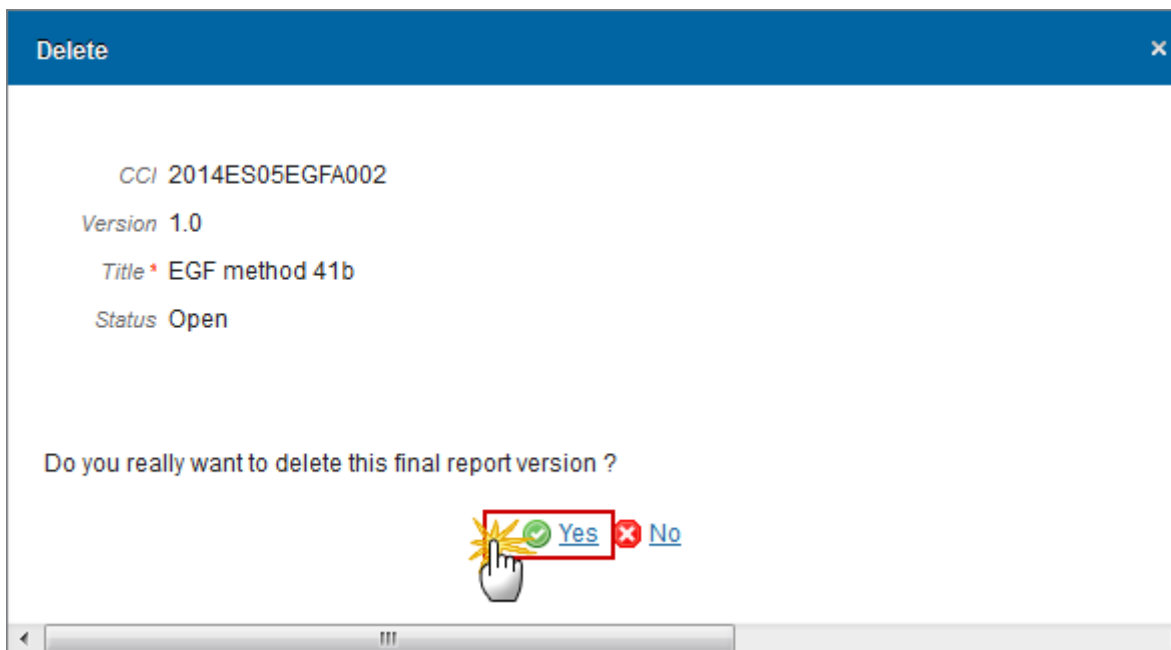 Delete
CCI 2014ES05EGFA002
Version 1.0
Title * EGF method 41b
Status Open
Do you really want to delete this final report version ?
Yes No